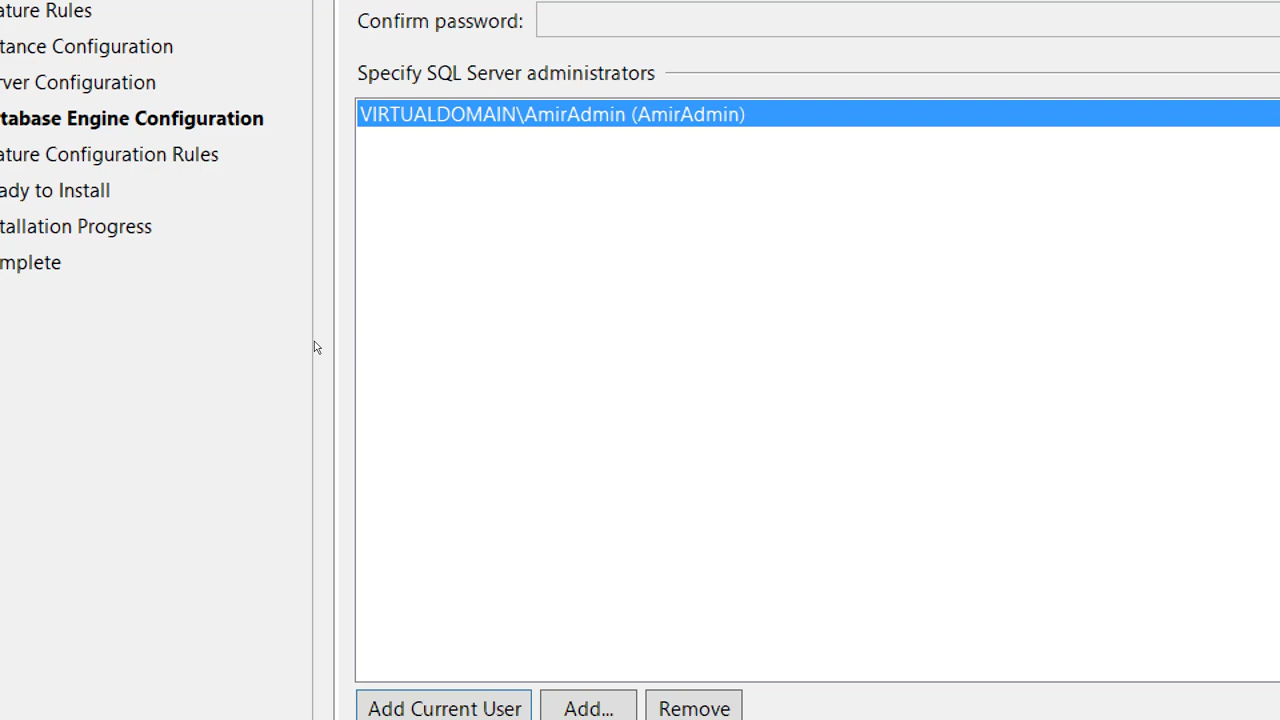 ature Rules
tance Configuration
rver Configuration
tabase Engine Configuration
ature Configuration Rules
ady to Install
tallation Progress
mplete
Confirm password:
Specify SQL Server administrators
VIRTUALDOMAIN\AmirAdmin (AmirAdmin)
Add Current User
Add...
Remove